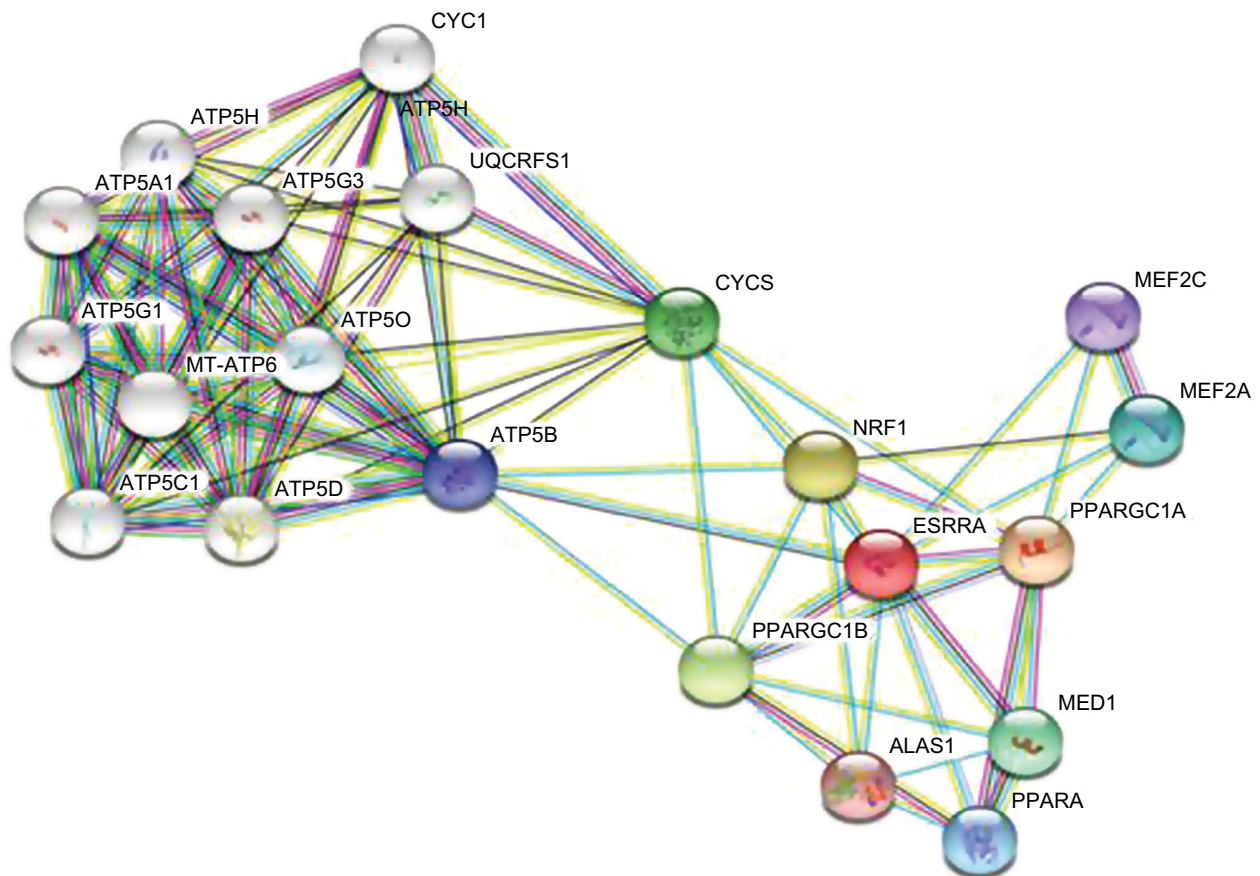 CYC1
ATP5H
ATP5H
UQCRFS1
ATP5A1
ATP5G3
CYCS
MEF2C
ATP5G1
ATP5O
MT-ATP6
MEF2A
NRF1
ATP5B
ATP5C1
ATP5D
PPARGC1A
ESRRA
PPARGC1B
MED1
ALAS1
PPARA